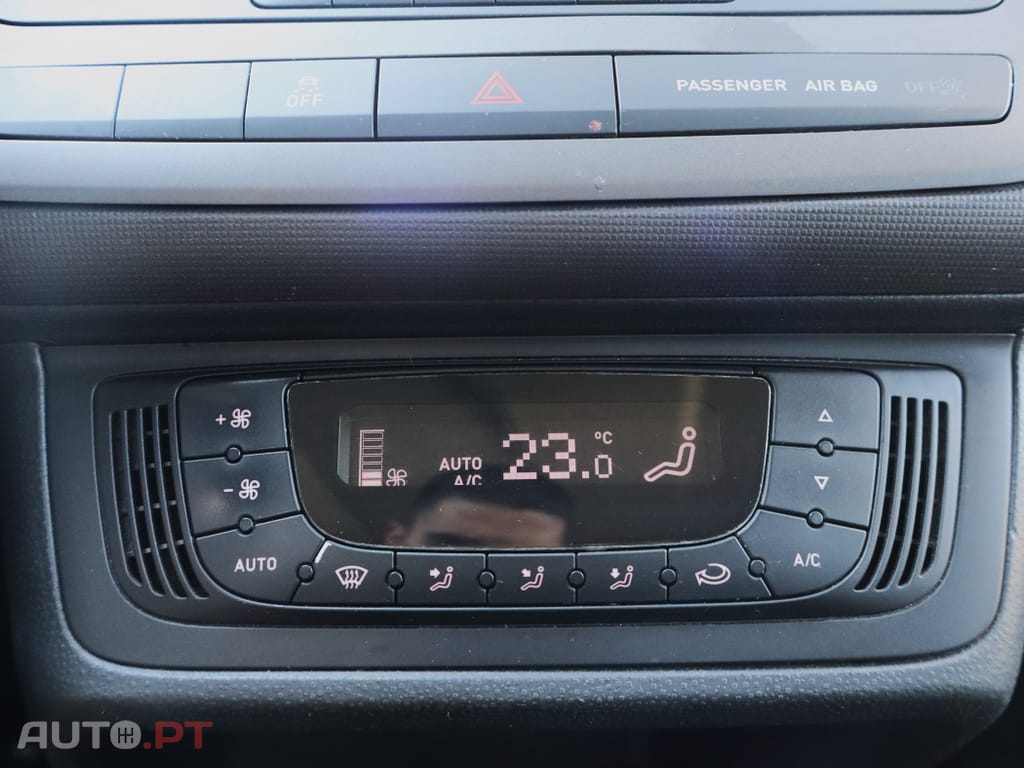 OFF
PASSENGER AIR BAG OFF
AUTO
A/C
23.0
°C
AUTO
A/C
AUTO.PT